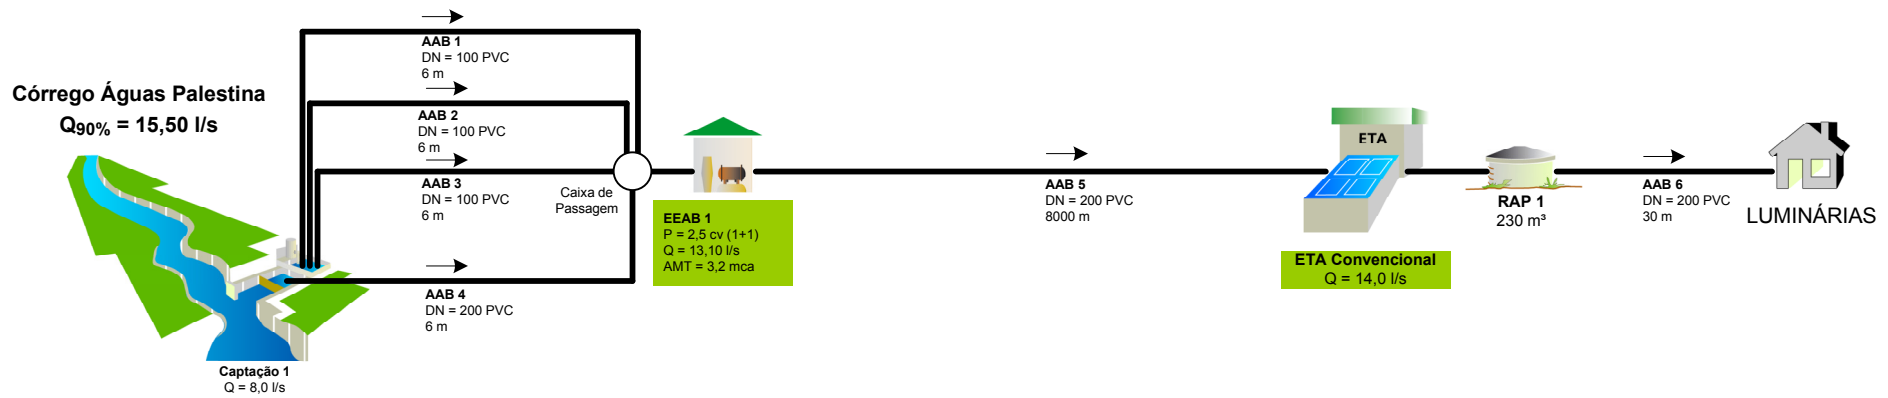 Córrego Águas Palestina
Q90% = 15,50 l/s
AAB 1
DN = 100 PVC
6 m
AAB 2
DN = 100 PVC
6 m
AAB 3
DN = 100 PVC
6 m
AAB 4
DN = 200 PVC
6 m
Captação 1
Q = 8,0 l/s
Caixa de
Passagem
EEAB 1
P = 2,5 cv (1+1)
Q = 13,10 l/s
AMT = 3,2 mca
AAB 5
DN = 200 PVC
8000 m
ETA
ETA Convencional
Q = 14,0 l/s
RAP 1
230 m³
AAB 6
DN = 200 PVC
30 m
LUMINÁRIAS